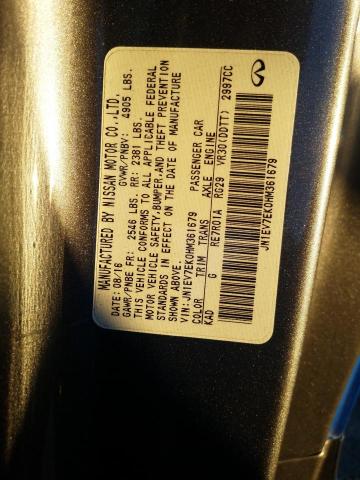 MANUFACTURED BY NISSAN MOTOR CO.,LTD.
DATE: 08/16 GVWR/PNBV: 4905 LBS.
GAWR/PNBE FR: 2546 LBS. RR: 2381 LBS.
THIS VEHICLE CONFORMS TO ALL APPLICABLE FEDERAL
MOTOR VEHICLE SAFETY,BUMPER,AND THEFT PREVENTION
STANDARDS IN EFFECT ON THE DATE OF MANUFACTURE
SHOWN ABOVE.
VIN: JN1EV7EK0HM361679 PASSENGER CAR
COLOR TRIM TRANS AXLE ENGINE
KAD G RE7R01A RG29 VR30(DDTT) 2997CC
JN1EV7EK0HM361679
INFINITI